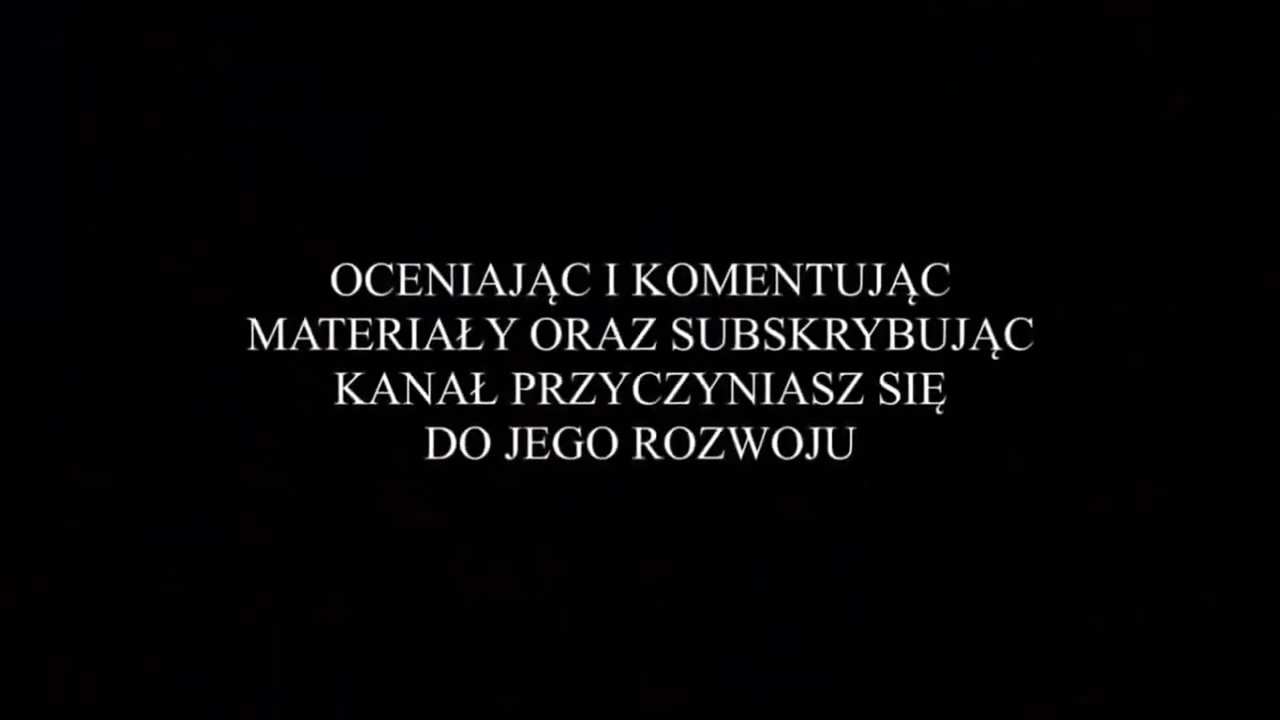 OCENIAJĄC I KOMENTUJĄC
MATERIAŁY ORAZ SUBSKRYBUJĄC
KANAŁ PRZYCZYNIASZ SIĘ
DO JEGO ROZWOJU